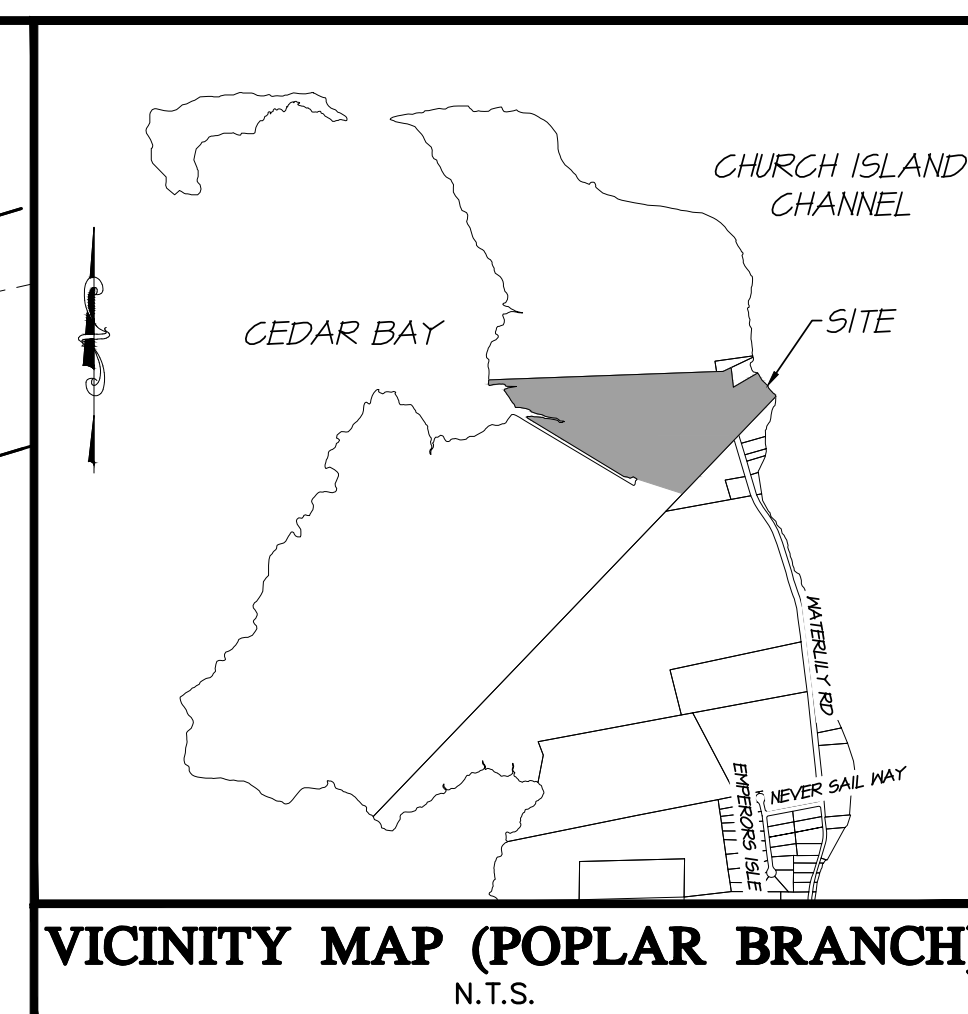 CHURCH ISLAND
CHANNEL
SITE
CEDAR BAY
WATERLILY RD
NEVER SAIL WAY
EMPERORS ISLE
VICINITY MAP (POPLAR BRANCH)
N.T.S.